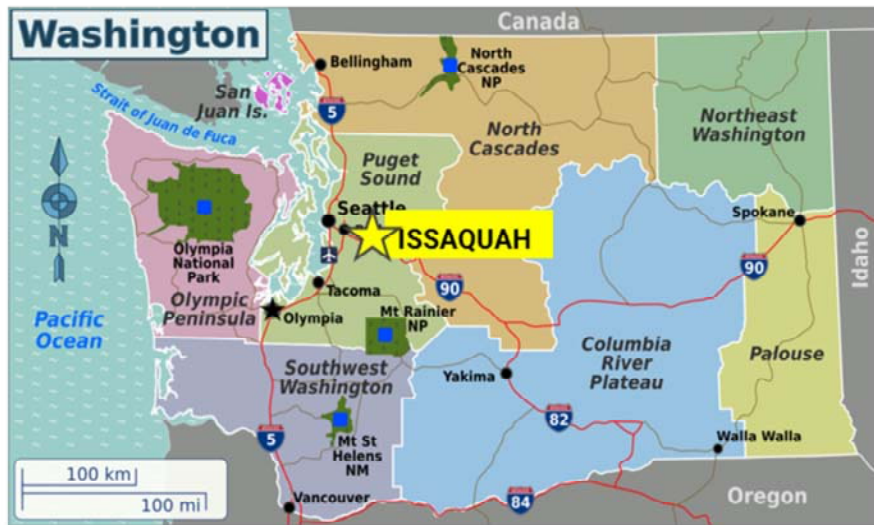 Washington
Canada
Bellingham
North
Cascades
NP
San
Juan Is.
Strait of Juan de Fuca
5
Northeast
Washington
North
Cascades
Puget
Sound
N
Seattle
ISSAQUAH
Spokane
Idaho
Olympia
National
Park
90
90
Tacoma
Olympic
Peninsula
Olympia
Mt Rainier
NP
Pacific
Ocean
Columbia
River
Plateau
Palouse
Southwest
Washington
Yakima
82
5
Mt St
Helens
NM
Walla Walla
100 km
100 mi
Vancouver
84
Oregon